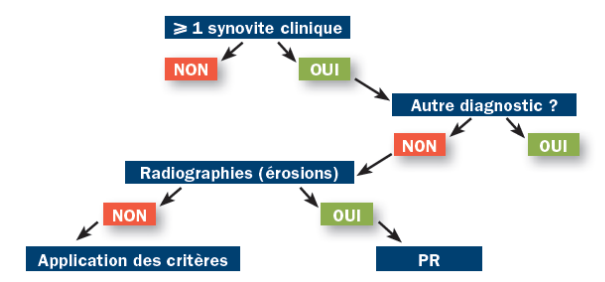 ⩾ 1 synovite clinique
NON
OUI
Autre diagnostic ?
NON
OUI
Radiographies (érosions)
NON
OUI
Application des critères
PR